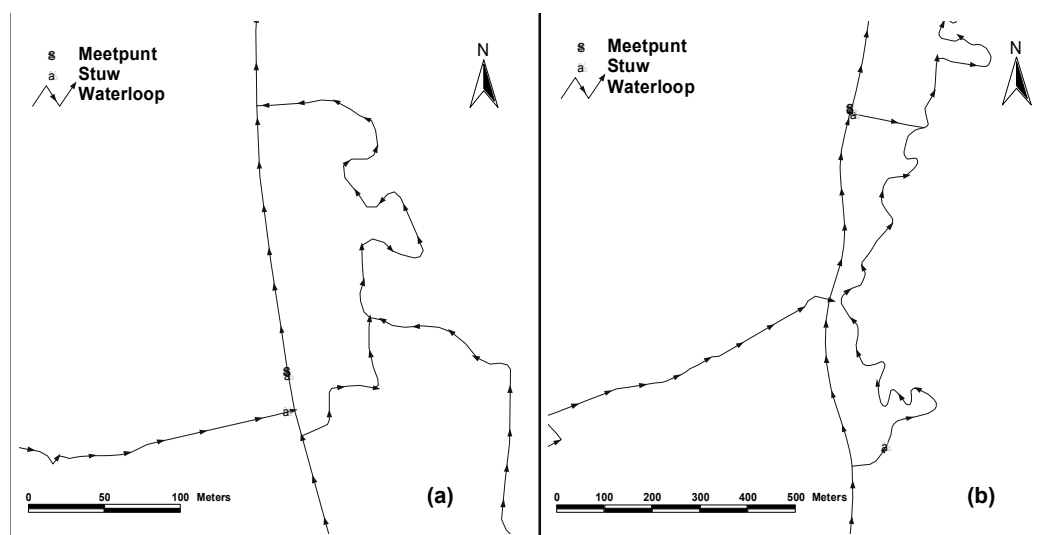 Meetpunt
Stuw
Waterloop
N
0 50 100 Meters
(a)
Meetpunt
Stuw
Waterloop
N
0 100 200 300 400 500 Meters
(b)